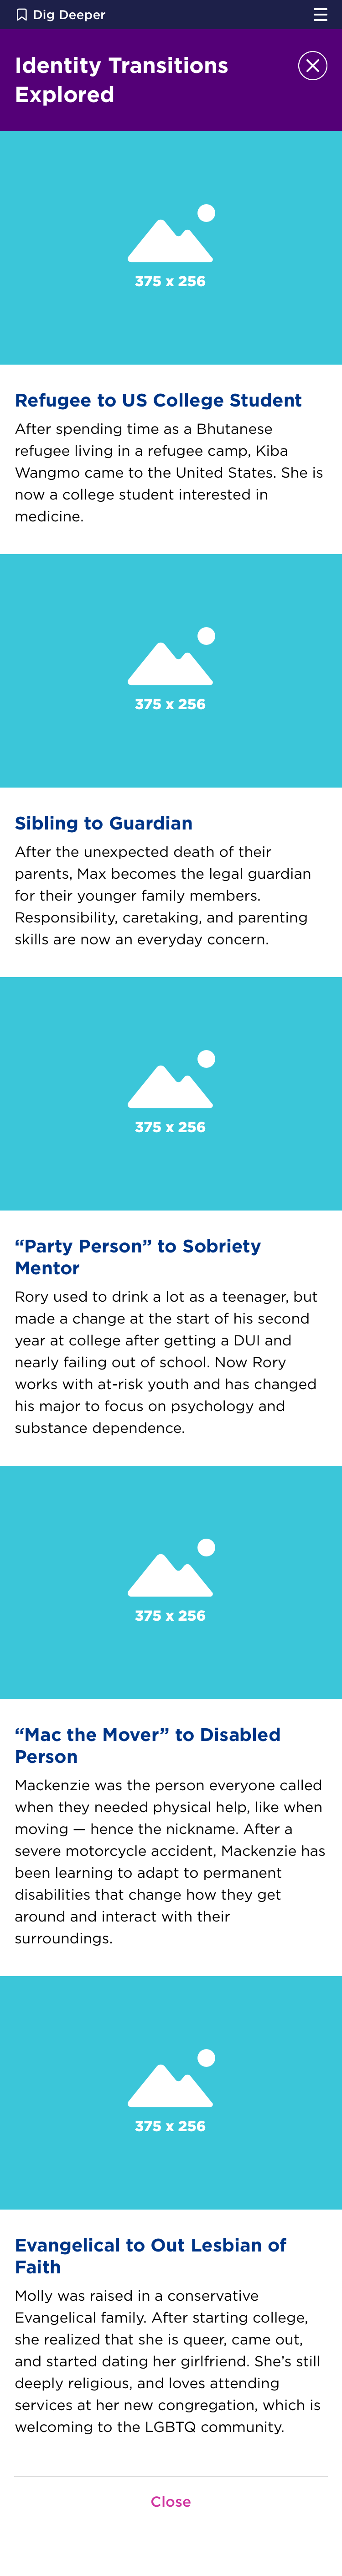 Dig Deeper
Identity Transitions
Explored
375 x 256
Refugee to US College Student
After spending time as a Bhutanese
refugee living in a refugee camp, Kiba
Wangmo came to the United States. She is
now a college student interested in
medicine.
375 x 256
Sibling to Guardian
After the unexpected death of their
parents, Max becomes the legal guardian
for their younger family members.
Responsibility, caretaking, and parenting
skills are now an everyday concern.
375 x 256
“Party Person” to Sobriety
Mentor
Rory used to drink a lot as a teenager, but
made a change at the start of his second
year at college after getting a DUI and
nearly failing out of school. Now Rory
works with at-risk youth and has changed
his major to focus on psychology and
substance dependence.
375 x 256
“Mac the Mover” to Disabled
Person
Mackenzie was the person everyone called
when they needed physical help, like when
moving — hence the nickname. After a
severe motorcycle accident, Mackenzie has
been learning to adapt to permanent
disabilities that change how they get
around and interact with their
surroundings.
375 x 256
Evangelical to Out Lesbian of
Faith
Molly was raised in a conservative
Evangelical family. After starting college,
she realized that she is queer, came out,
and started dating her girlfriend. She’s still
deeply religious, and loves attending
services at her new congregation, which is
welcoming to the LGBTQ community.
Close